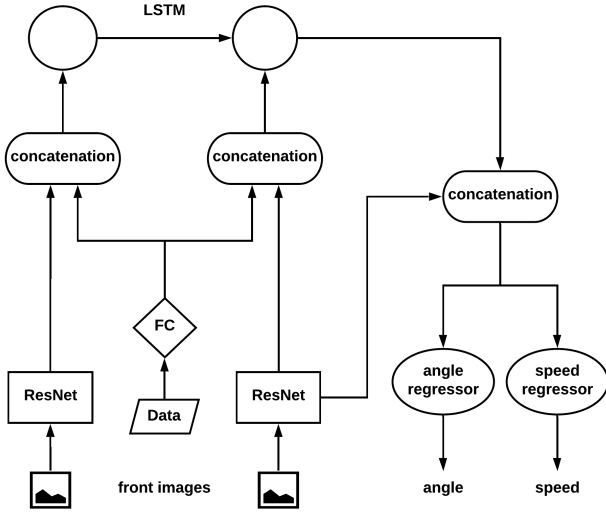 LSTM
concatenation
concatenation
concatenation
FC
ResNet
Data
ResNet
angle
regressor
speed
regressor
front images
angle
speed